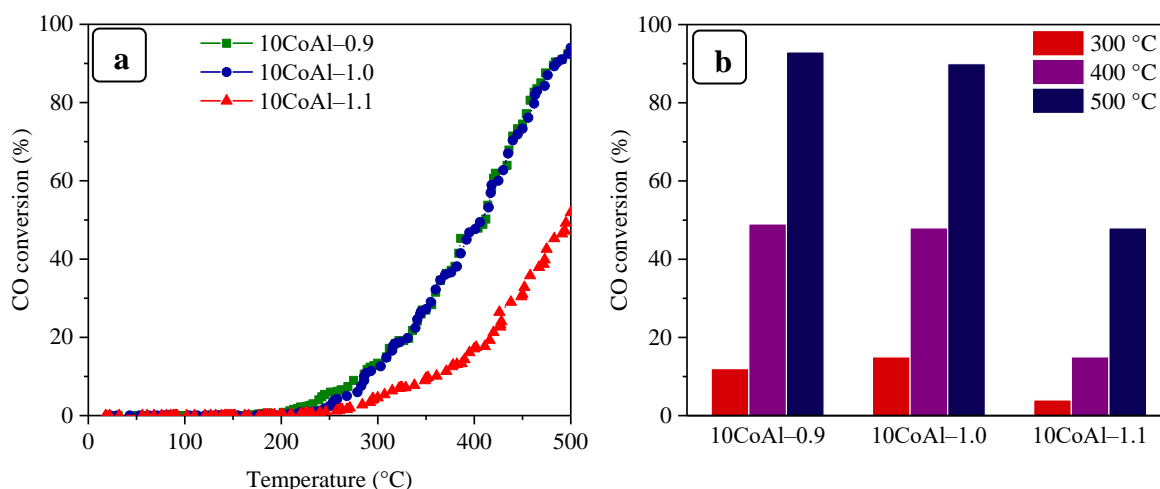 a
10CoAl–0.9
10CoAl–1.0
10CoAl–1.1
CO conversion (%)
100
80
60
40
20
0
0 100 200 300 400 500
Temperature (°C)
b
300 °C
400 °C
500 °C
CO conversion (%)
100
80
60
40
20
0
10CoAl–0.9 10CoAl–1.0 10CoAl–1.1